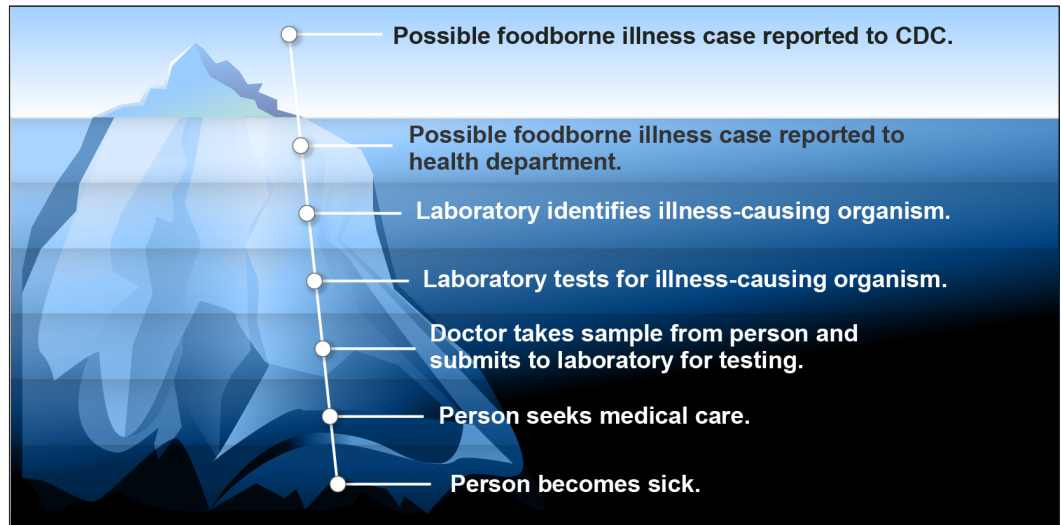 Possible foodborne illness case reported to CDC.
Possible foodborne illness case reported to
health department.
Laboratory identifies illness-causing organism.
Laboratory tests for illness-causing organism.
Doctor takes sample from person and
submits to laboratory for testing.
Person seeks medical care.
Person becomes sick.